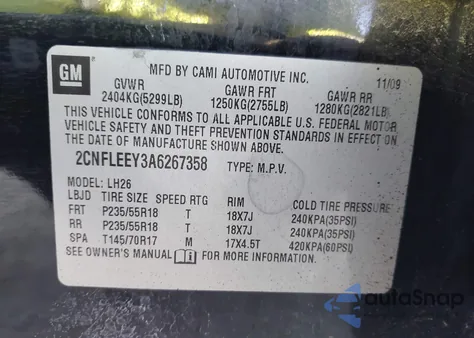 GM
MFD BY CAMI AUTOMOTIVE INC. 11/09
GVWR GAWR FRT GAWR RR
2404KG(5299LB) 1250KG(2755LB) 1280KG(2821LB)
THIS VEHICLE CONFORMS TO ALL APPLICABLE U.S. FEDERAL MOTOR
VEHICLE SAFETY AND THEFT PREVENTION STANDARDS IN EFFECT ON
THE DATE OF MANUFACTURE SHOWN ABOVE.
2CNFLEEY3A6267358 TYPE: M.P.V.
MODEL: LH26
LBJD TIRE SIZE SPEED RTG RIM COLD TIRE PRESSURE
FRT P235/55R18 T 18X7J 240KPA(35PSI)
RR P235/55R18 T 18X7J 240KPA(35PSI)
SPA T145/70R17 M 17X4.5T 420KPA(60PSI)
SEE OWNER'S MANUAL i FOR MORE INFORMATION.
autoSnap